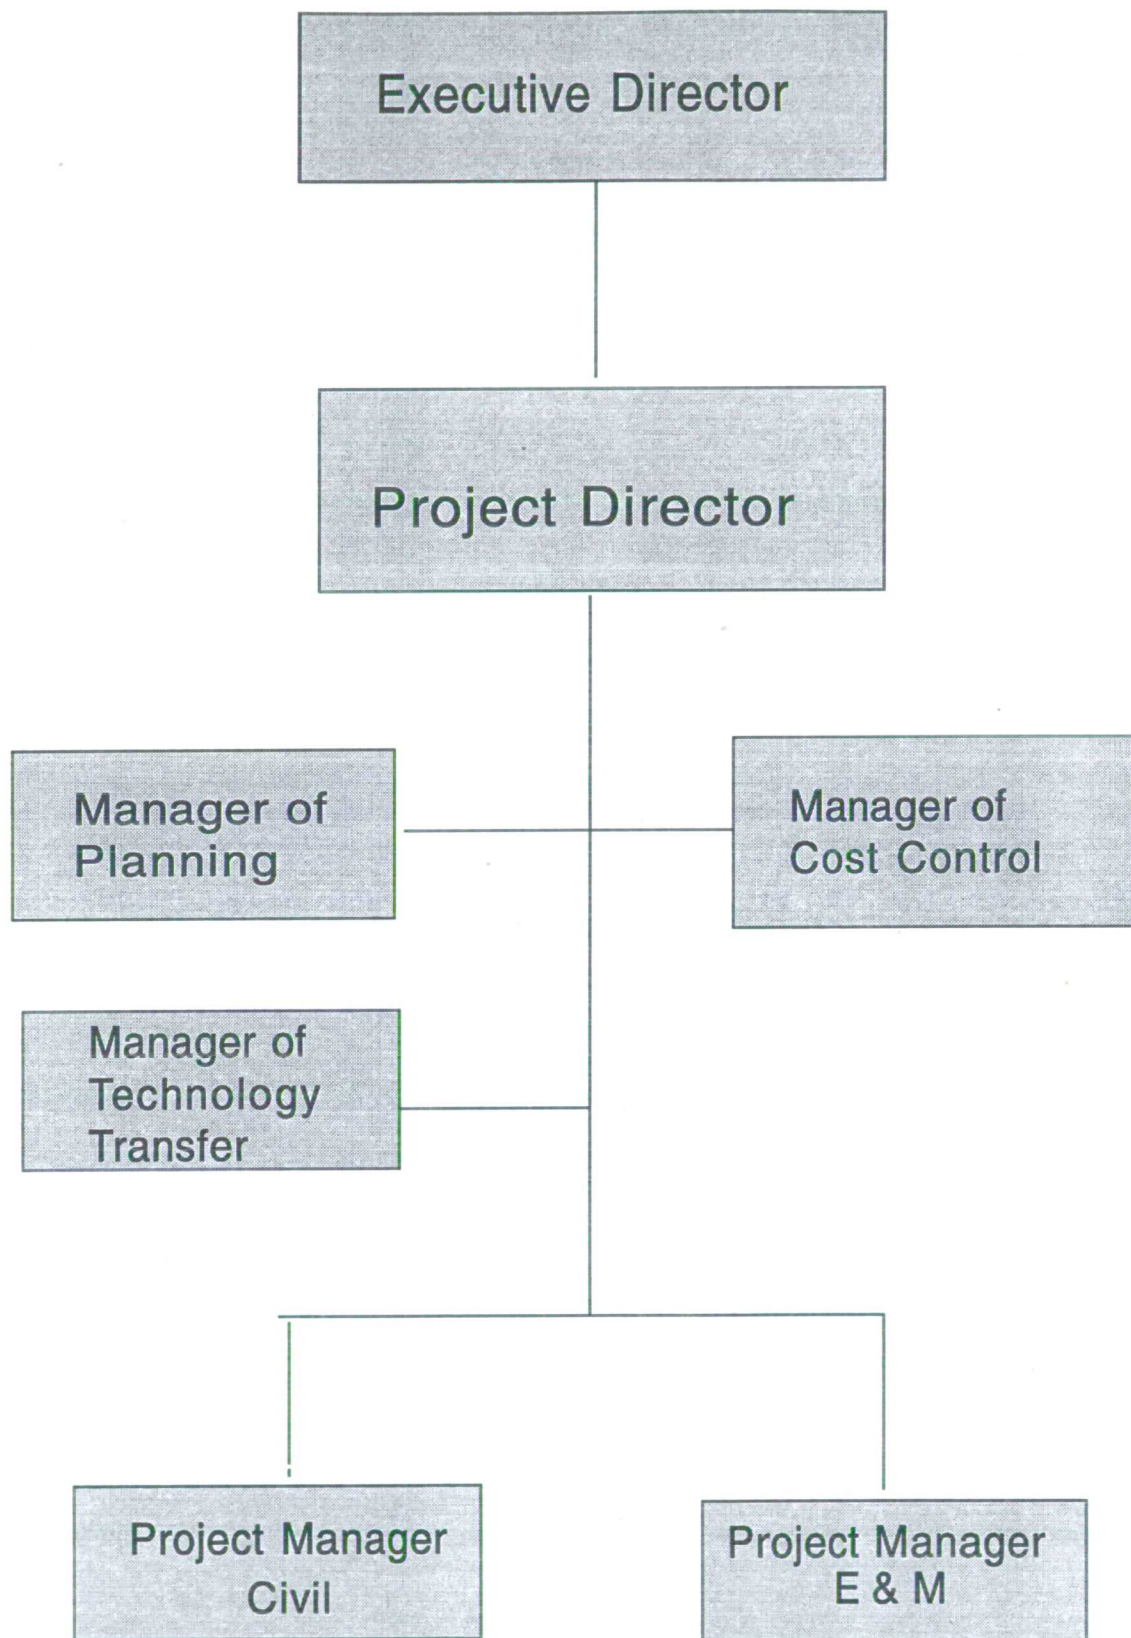 Executive Director
Project Director
Manager of
Planning
Manager of
Cost Control
Manager of
Technology
Transfer
Project Manager
Civil
Project Manager
E & M